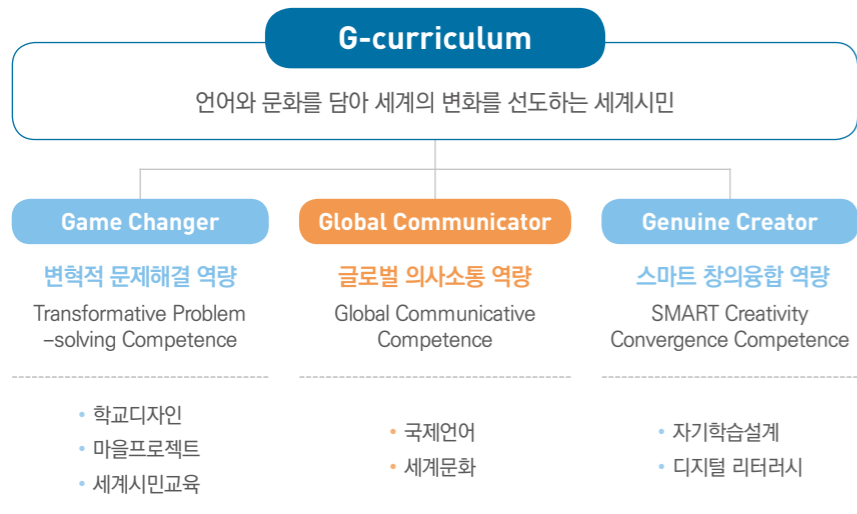 G-curriculum
언어와 문화를 담아 세계의 변화를 선도하는 세계시민
Game Changer
변혁적 문제해결 역량
Transformative Problem
-solving Competence
• 학교디자인
• 마을프로젝트
• 세계시민교육
Global Communicator
글로벌 의사소통 역량
Global Communicative
Competence
• 국제언어
• 세계문화
Genuine Creator
스마트 창의융합 역량
SMART Creativity
Convergence Competence
• 자기학습설계
• 디지털 리터러시